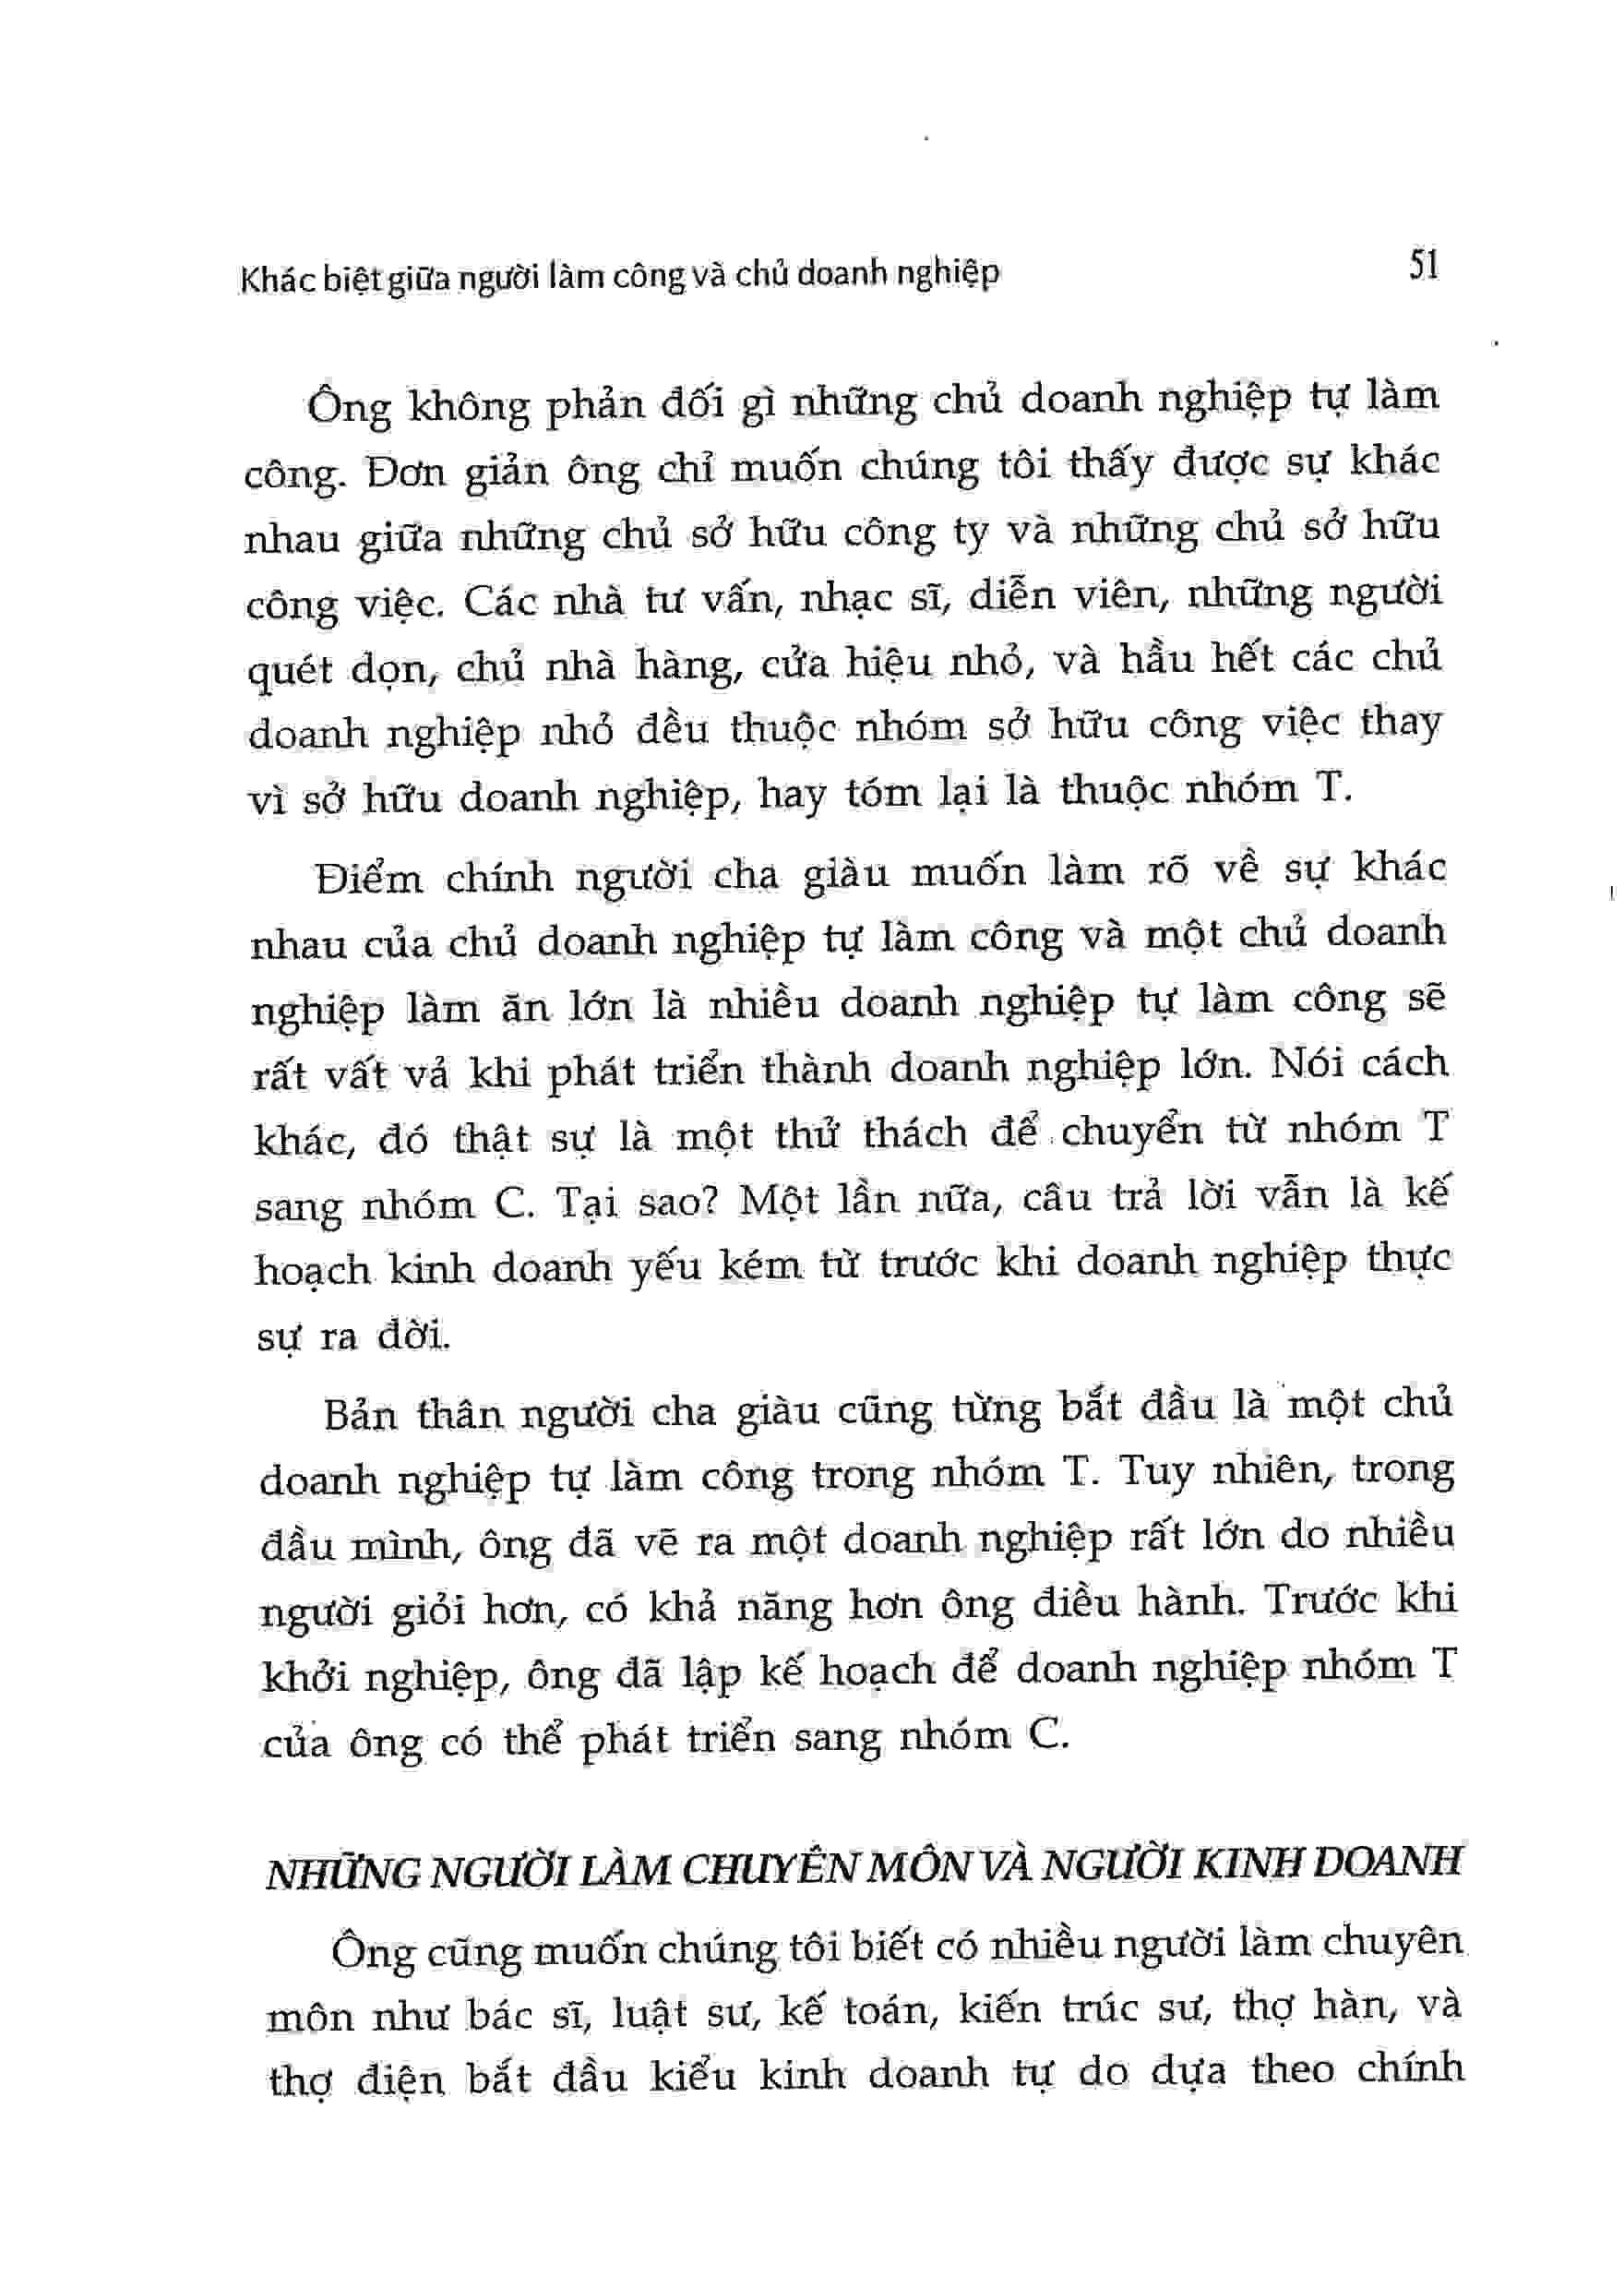 Khác biệt giữa người làm công và chủ doanh nghiệp 51
Ông không phản đối gì những chủ doanh nghiệp tự làm
công. Đơn giản ông chỉ muốn chúng tôi thấy được sự khác
nhau giữa những chủ sở hữu công ty và những chủ sở hữu
công việc. Các nhà tư vấn, nhạc sĩ, diễn viên, những người
quét dọn, chủ nhà hàng, cửa hiệu nhỏ, và hầu hết các chủ
doanh nghiệp nhỏ đều thuộc nhóm sở hữu công việc thay
vì sở hữu doanh nghiệp, hay tóm lại là thuộc nhóm T.
Điểm chính người cha giàu muốn làm rõ về sự khác
nhau của chủ doanh nghiệp tự làm công và một chủ doanh
nghiệp làm ăn lớn là nhiều doanh nghiệp tự làm công sẽ
rất vất vả khi phát triển thành doanh nghiệp lớn. Nói cách
khác, đó thật sự là một thử thách để chuyển từ nhóm T
sang nhóm C. Tại sao? Một lần nữa, câu trả lời vẫn là kế
hoạch kinh doanh yếu kém từ trước khi doanh nghiệp thực
sự ra đời.
Bản thân người cha giàu cũng từng bắt đầu là một chủ
doanh nghiệp tự làm công trong nhóm T. Tuy nhiên, trong
đầu mình, ông đã vẽ ra một doanh nghiệp rất lớn do nhiều
người giỏi hơn, có khả năng hơn ông điều hành. Trước khi
khởi nghiệp, ông đã lập kế hoạch để doanh nghiệp nhóm T
của ông có thể phát triển sang nhóm C.
NHỮNG NGƯỜI LÀM CHUYÊN MÔN VÀ NGƯỜI KINH DOANH
Ông cũng muốn chúng tôi biết có nhiều người làm chuyên
môn như bác sĩ, luật sư, kế toán, kiến trúc sư, thợ hàn, và
thợ điện bắt đầu kiểu kinh doanh tự do dựa theo chính